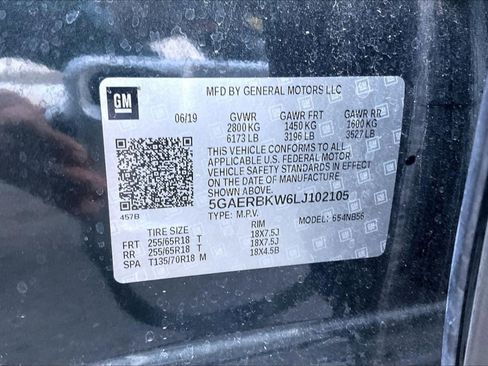 GM
MFD BY GENERAL MOTORS LLC
06/19 GVWR GAWR FRT GAWR RR
2800 KG 1450 KG 1600 KG
6173 LB 3196 LB 3527 LB
THIS VEHICLE CONFORMS TO ALL
APPLICABLE U.S. FEDERAL MOTOR
VEHICLE SAFETY STANDARDS IN
EFFECT ON THE DATE OF MANUFACTURE
SHOWN ABOVE.
5GAERBKW6LJ102105
457B TYPE: M.P.V. MODEL: 554NB56
TIRE SIZE RIM
FRT 255/65R18 T 18X7.5J
RR 255/65R18 T 18X7.5J
SPA T135/70R18 M 18X4.5B